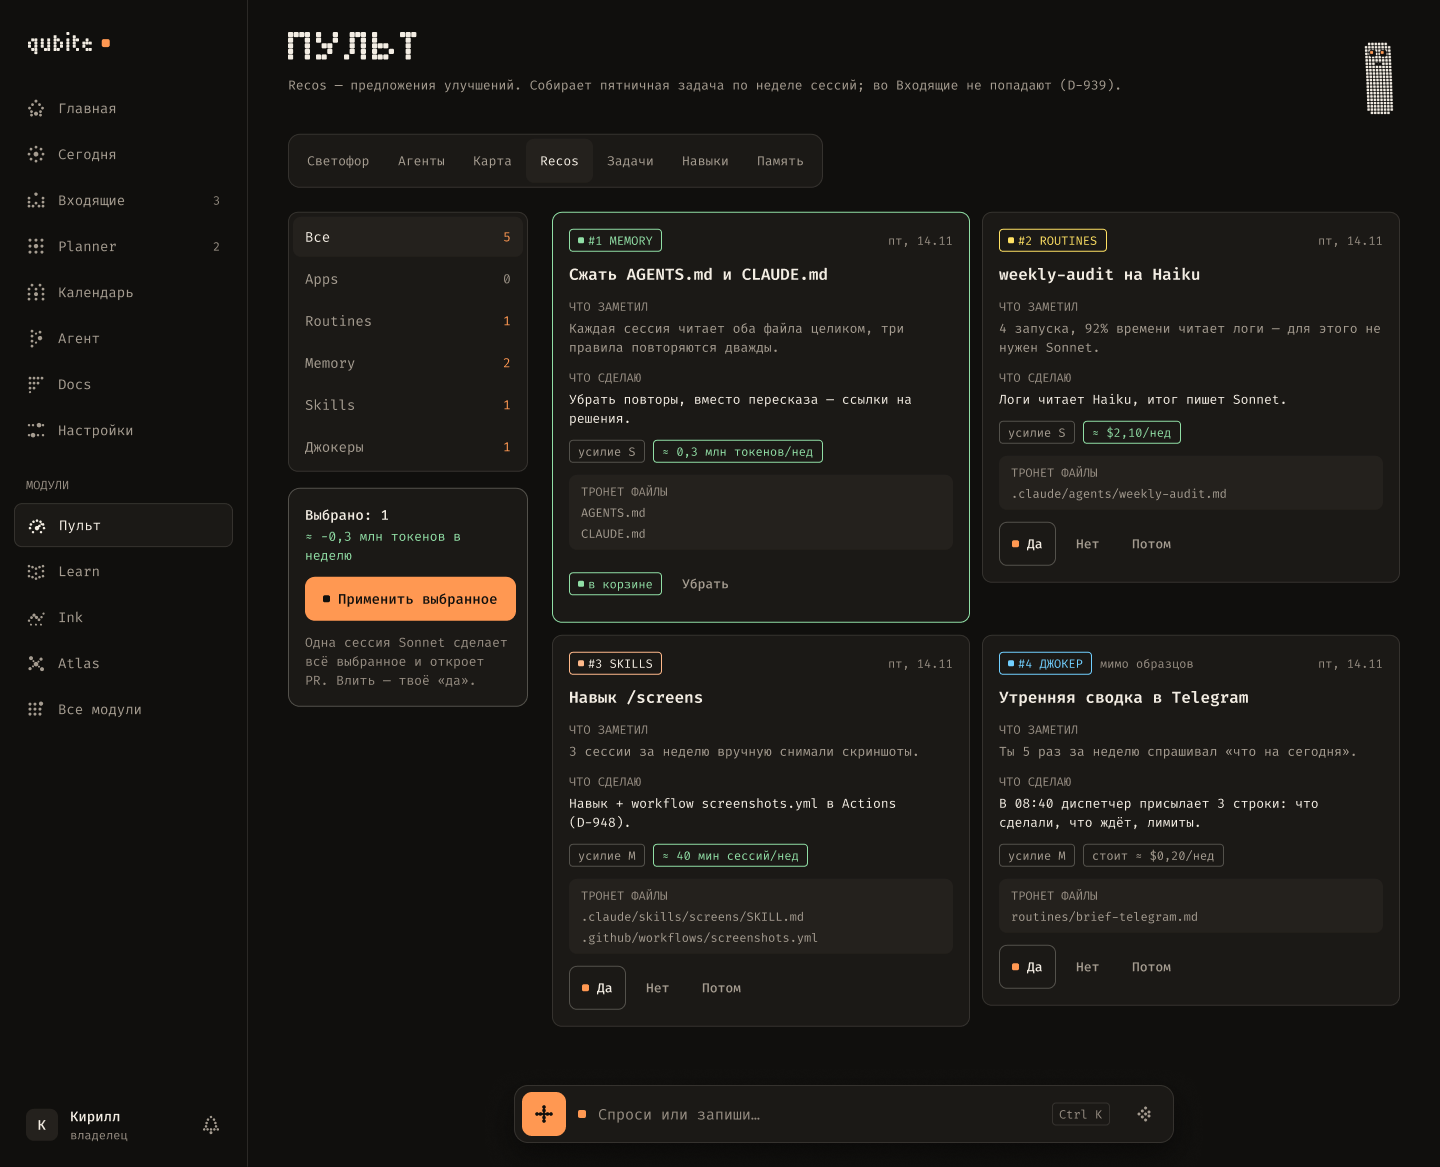 qubite
Главная
Сегодня
Входящие 3
Planner 2
Календарь
Агент
Docs
Настройки
МОДУЛИ
Пульт
Learn
Ink
Atlas
Все модули
К
Кирилл
владелец
ПУЛЬТ
Recos — предложения улучшений. Собирает пятничная задача по неделе сессий; во Входящие не попадают (D-939).
Светофор Агенты Карта Recos Задачи Навыки Память
Все 5
Apps 0
Routines 1
Memory 2
Skills 1
Джокеры 1
Выбрано: 1
≈ -0,3 млн токенов в
неделю
Применить выбранное
Одна сессия Sonnet сделает
всё выбранное и откроет
PR. Влить — твоё «да».
#1 MEMORY пт, 14.11
Сжать AGENTS.md и CLAUDE.md
ЧТО ЗАМЕТИЛ
Каждая сессия читает оба файла целиком, три
правила повторяются дважды.
ЧТО СДЕЛАЮ
Убрать повторы, вместо пересказа — ссылки на
решения.
усилие S ≈ 0,3 млн токенов/нед
ТРОНЕТ ФАЙЛЫ
AGENTS.md
CLAUDE.md
в корзине Убрать
#2 ROUTINES пт, 14.11
weekly-audit на Haiku
ЧТО ЗАМЕТИЛ
4 запуска, 92% времени читает логи — для этого не
нужен Sonnet.
ЧТО СДЕЛАЮ
Логи читает Haiku, итог пишет Sonnet.
усилие S ≈ $2,10/нед
ТРОНЕТ ФАЙЛЫ
.claude/agents/weekly-audit.md
Да Нет Потом
#3 SKILLS пт, 14.11
Навык /screens
ЧТО ЗАМЕТИЛ
3 сессии за неделю вручную снимали скриншоты.
ЧТО СДЕЛАЮ
Навык + workflow screenshots.yml в Actions
(D-948).
усилие M ≈ 40 мин сессий/нед
ТРОНЕТ ФАЙЛЫ
.claude/skills/screens/SKILL.md
.github/workflows/screenshots.yml
Да Нет Потом
#4 ДЖОКЕР мимо образцов пт, 14.11
Утренняя сводка в Telegram
ЧТО ЗАМЕТИЛ
Ты 5 раз за неделю спрашивал «что на сегодня».
ЧТО СДЕЛАЮ
В 08:40 диспетчер присылает 3 строки: что
сделали, что ждёт, лимиты.
усилие M стоит ≈ $0,20/нед
ТРОНЕТ ФАЙЛЫ
routines/brief-telegram.md
Да Нет Потом
Спроси или запиши… Ctrl K